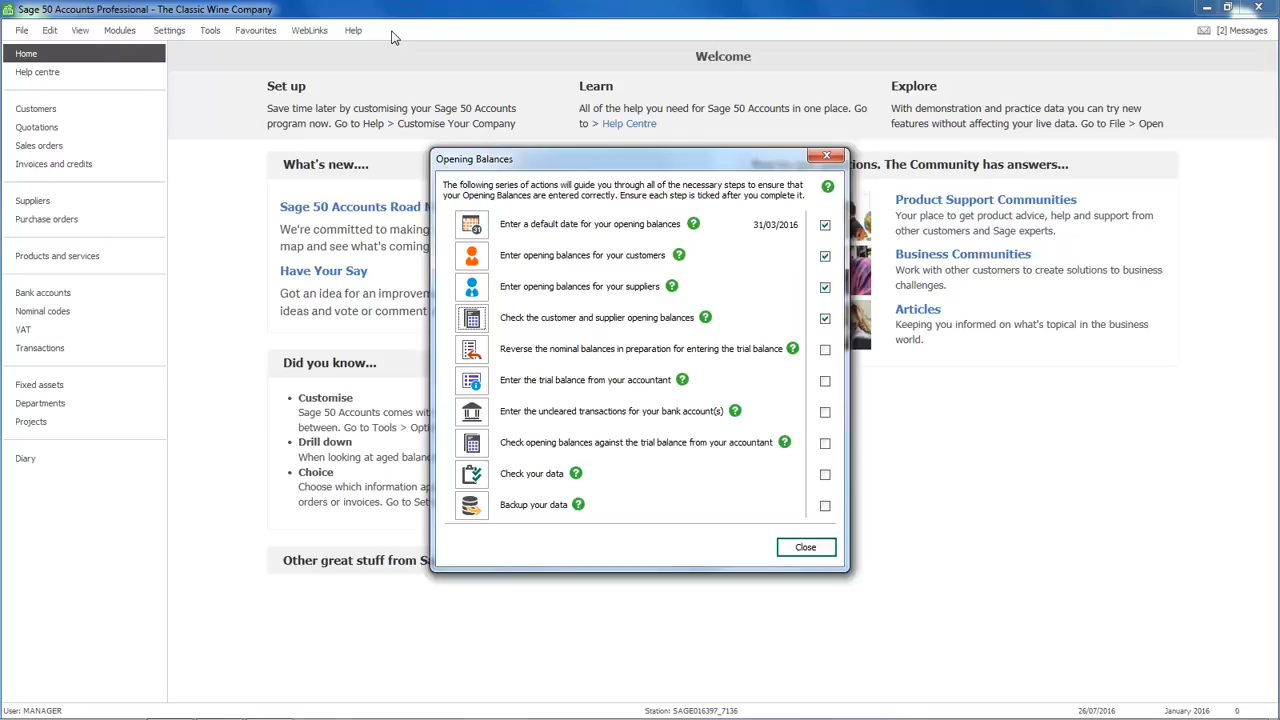 Sage 50 Accounts Professional - The Classic Wine Company
File Edit View Modules Settings Tools Favourites WebLinks Help [2] Messages
Home
Help centre
Customers
Quotations
Sales orders
Invoices and credits
Suppliers
Purchase orders
Products and services
Bank accounts
Nominal codes
VAT
Transactions
Fixed assets
Departments
Projects
Diary
Welcome
Set up
Save time later by customising your Sage 50 Accounts
program now. Go to Help > Customise Your Company
Learn
All of the help you need for Sage 50 Accounts in one place. Go
to > Help Centre
Explore
With demonstration and practice data you can try new
features without affecting your live data. Go to File > Open
What's new....
Sage 50 Accounts Road M
We're committed to making
map and see what's coming
Have Your Say
Got an idea for an improvem
ideas and vote or comment
Did you know...
• Customise
Sage 50 Accounts comes wit
between. Go to Tools > Opti
• Drill down
When looking at aged balanc
• Choice
Choose which information ap
orders or invoices. Go to Set
Other great stuff from Sa
Opening Balances
The following series of actions will guide you through all of the necessary steps to ensure that
your Opening Balances are entered correctly. Ensure each step is ticked after you complete it.
Enter a default date for your opening balances 31/03/2016
Enter opening balances for your customers
Enter opening balances for your suppliers
Check the customer and supplier opening balances
Reverse the nominal balances in preparation for entering the trial balance
Enter the trial balance from your accountant
Enter the uncleared transactions for your bank account(s)
Check opening balances against the trial balance from your accountant
Check your data
Backup your data
Close
The Community has answers...
Product Support Communities
Your place to get product advice, help and support from
other customers and Sage experts.
Business Communities
Work with other customers to create solutions to business
challenges.
Articles
Keeping you informed on what's topical in the business
world.
User: MANAGER Station: SAGE016397_7136 26/07/2016 January 2016 0